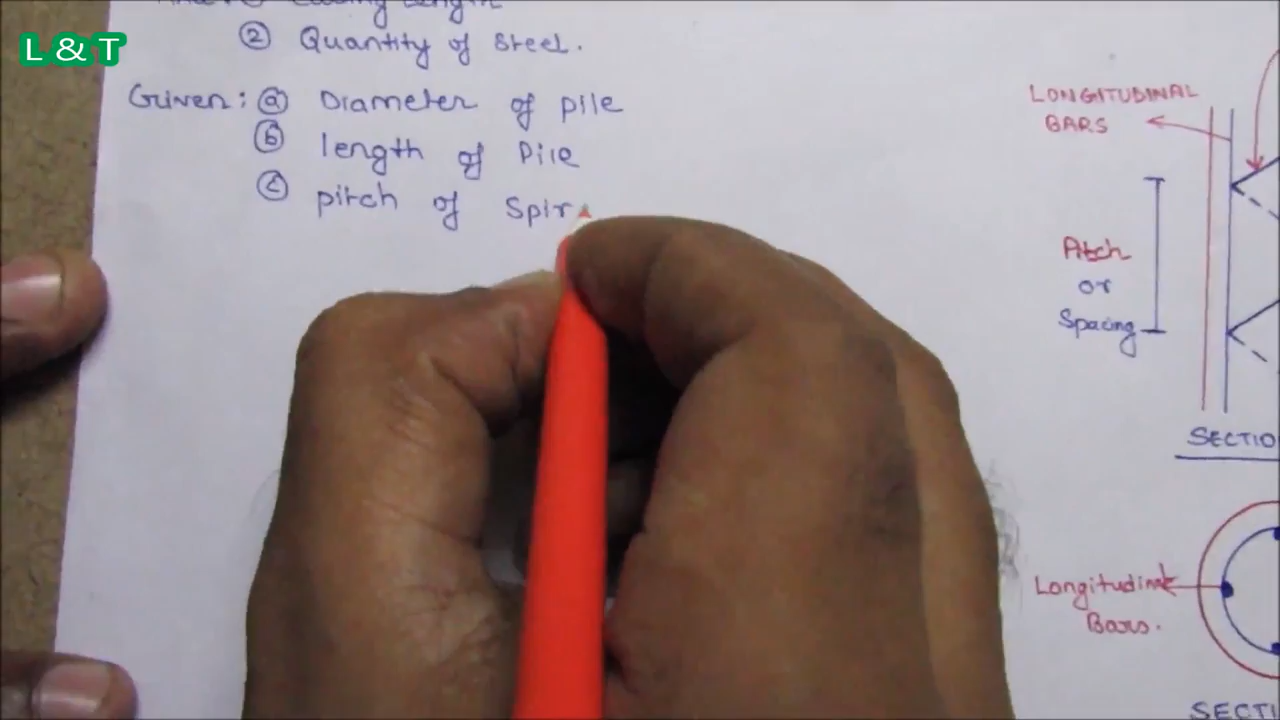 L & T
② Quantity of Steel.
Given: ⓐ Diameter of pile
ⓑ length of Pile
ⓒ pitch of Spir
LONGITUDINAL
BARS
Pitch
or
Spacing
SECTIO
Longitudinal
Bars.
SECTI